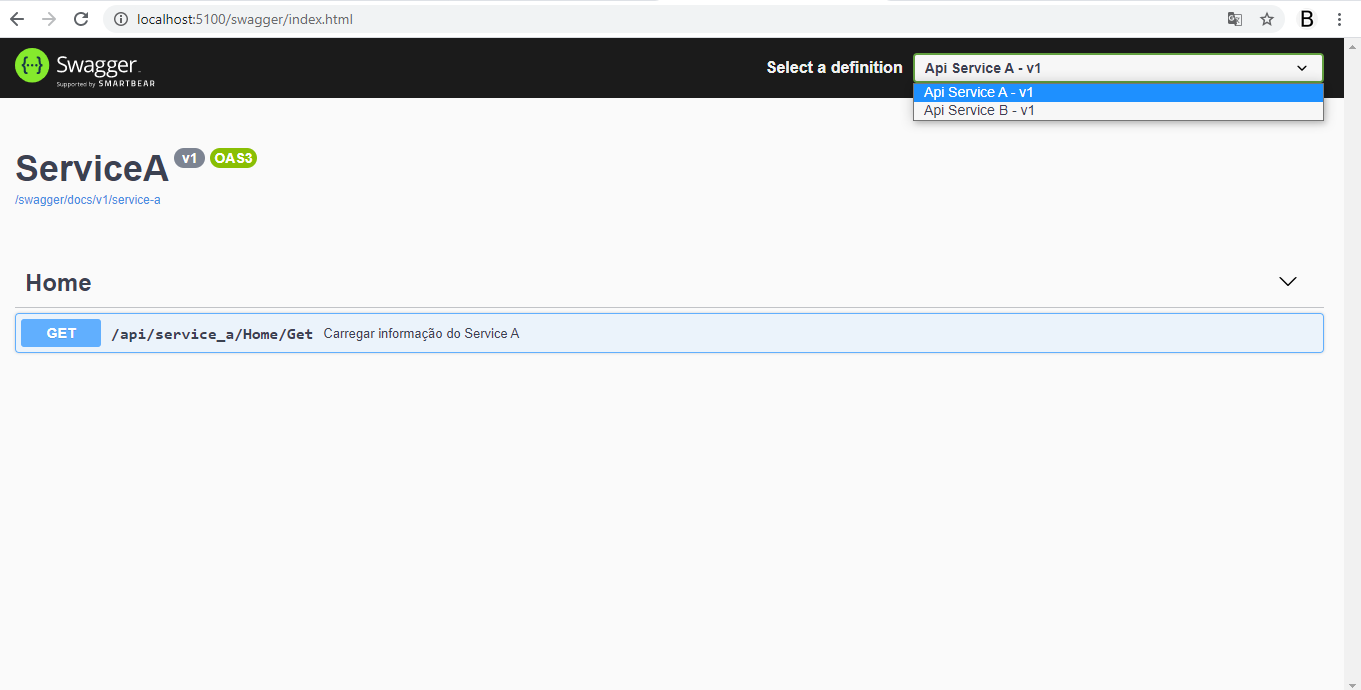 localhost:5100/swagger/index.html
B
Swagger
Supported by SMARTBEAR
Select a definition
Api Service A - v1
Api Service A - v1
Api Service B - v1
ServiceA v1 OAS3
/swagger/docs/v1/service-a
Home
GET /api/service_a/Home/Get Carregar informação do Service A